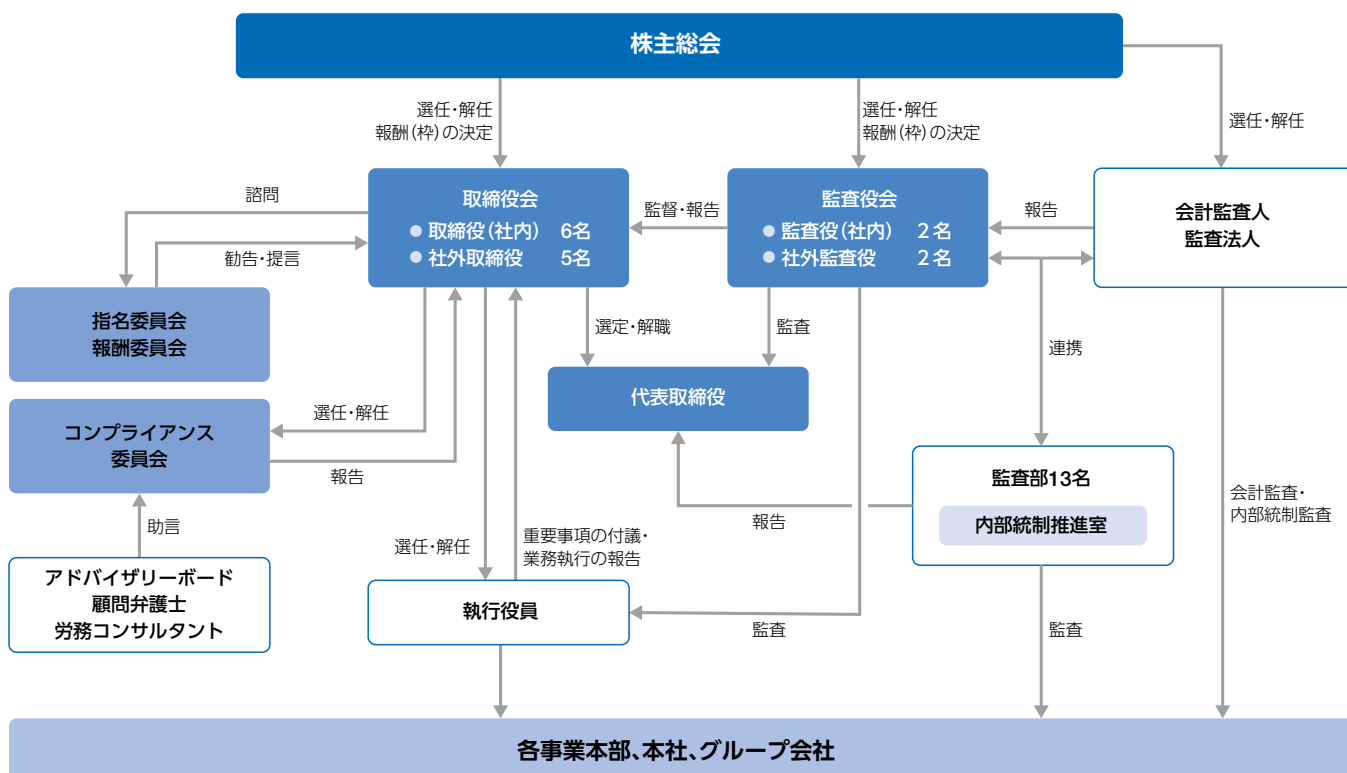 株主総会
選任・解任
報酬(枠)の決定
選任・解任
報酬(枠)の決定
選任・解任
取締役会
● 取締役(社内) 6名
● 社外取締役 5名
監督・報告
監査役会
● 監査役(社内) 2名
● 社外監査役 2名
報告
会計監査人
監査法人
諮問
勧告・提言
指名委員会
報酬委員会
選定・解職
監査
連携
代表取締役
コンプライアンス
委員会
選任・解任
報告
監査部13名
内部統制推進室
報告
会計監査・
内部統制監査
助言
選任・解任
重要事項の付議・
業務執行の報告
アドバイザリーボード
顧問弁護士
労務コンサルタント
執行役員
監査
監査
各事業本部、本社、グループ会社